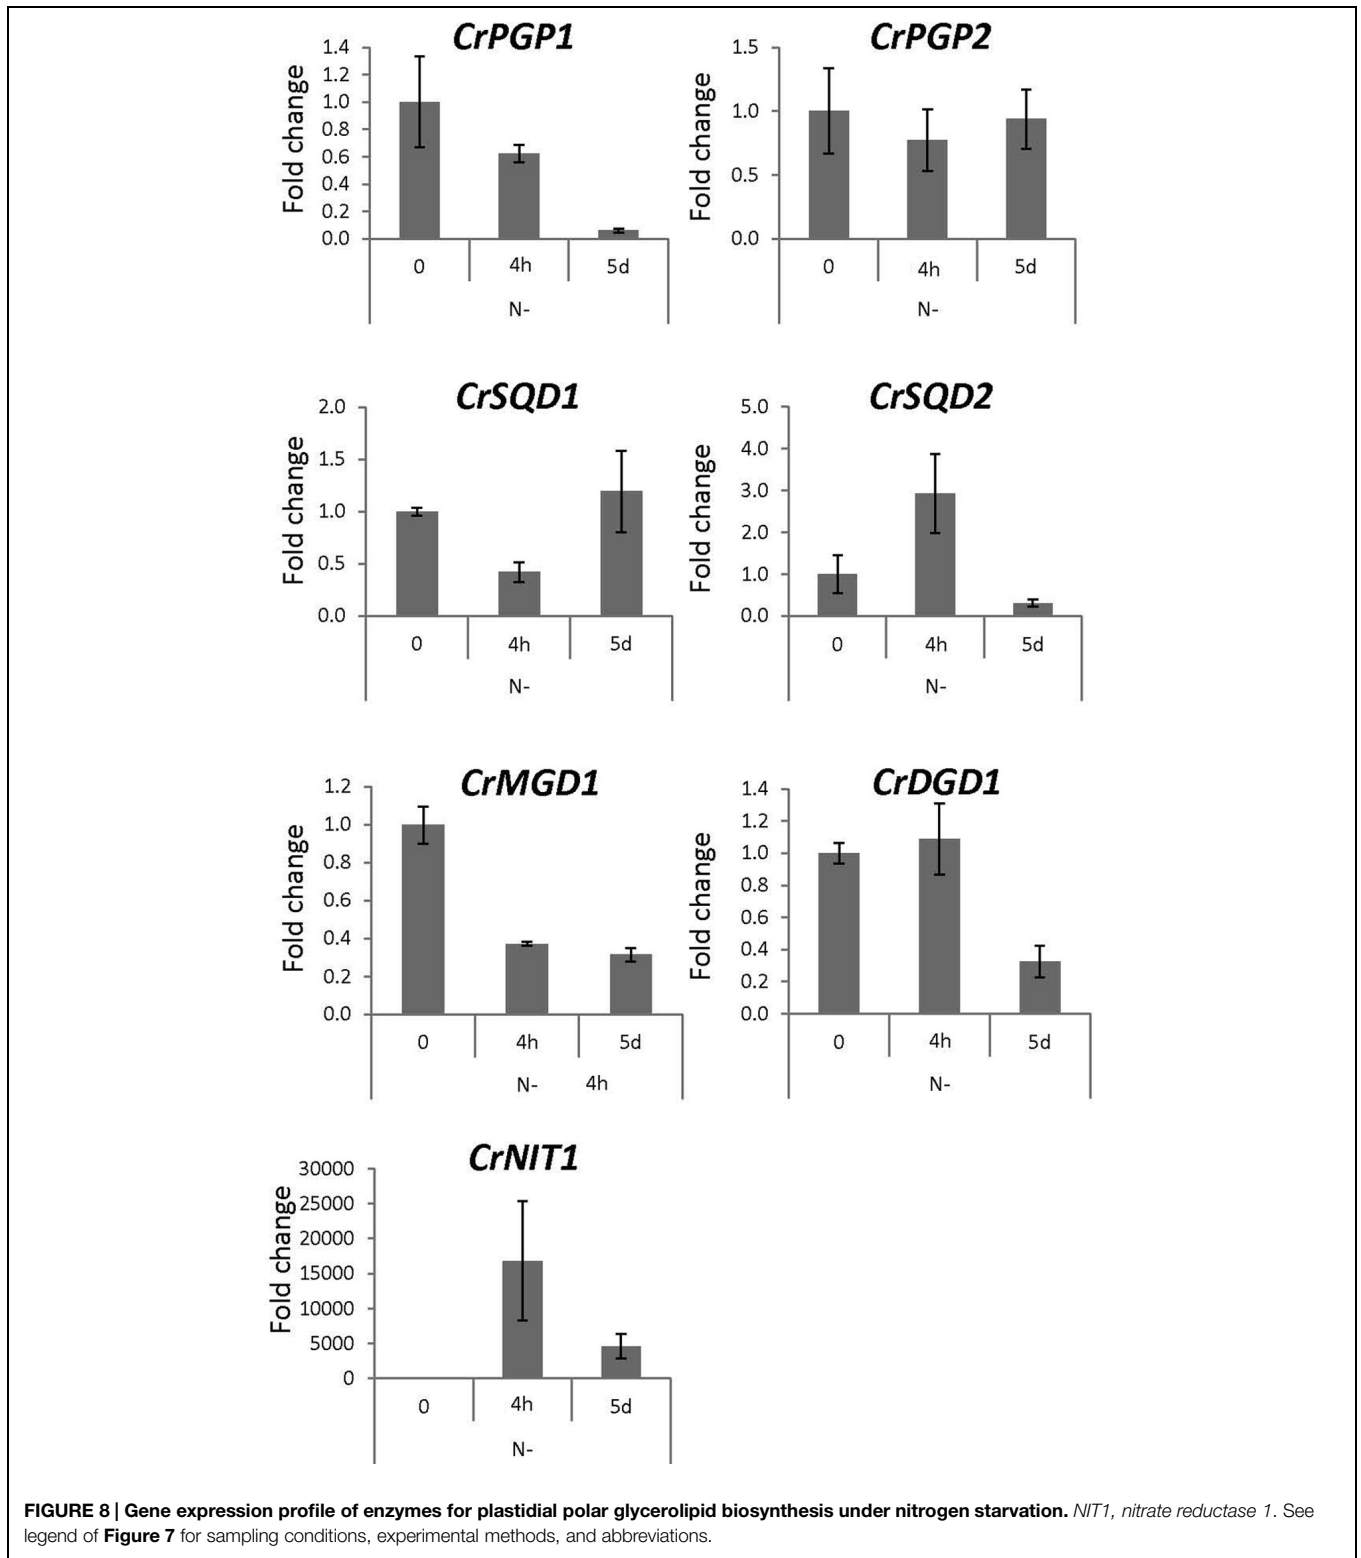 CrPGP1
Fold change
1.4
1.2
1.0
0.8
0.6
0.4
0.2
0.0
0 4h 5d
N-
CrPGP2
Fold change
1.5
1.0
0.5
0.0
0 4h 5d
N-
CrSQD1
Fold change
2.0
1.5
1.0
0.5
0.0
0 4h 5d
N-
CrSQD2
Fold change
5.0
4.0
3.0
2.0
1.0
0.0
0 4h 5d
N-
CrMGD1
Fold change
1.2
1.0
0.8
0.6
0.4
0.2
0.0
0 4h 5d
N- 4h
CrDGD1
Fold change
1.4
1.2
1.0
0.8
0.6
0.4
0.2
0.0
0 4h 5d
N-
CrNIT1
Fold change
30000
25000
20000
15000
10000
5000
0
0 4h 5d
N-
FIGURE 8 | Gene expression profile of enzymes for plastidial polar glycerolipid biosynthesis under nitrogen starvation. NIT1, nitrate reductase 1. See
legend of Figure 7 for sampling conditions, experimental methods, and abbreviations.